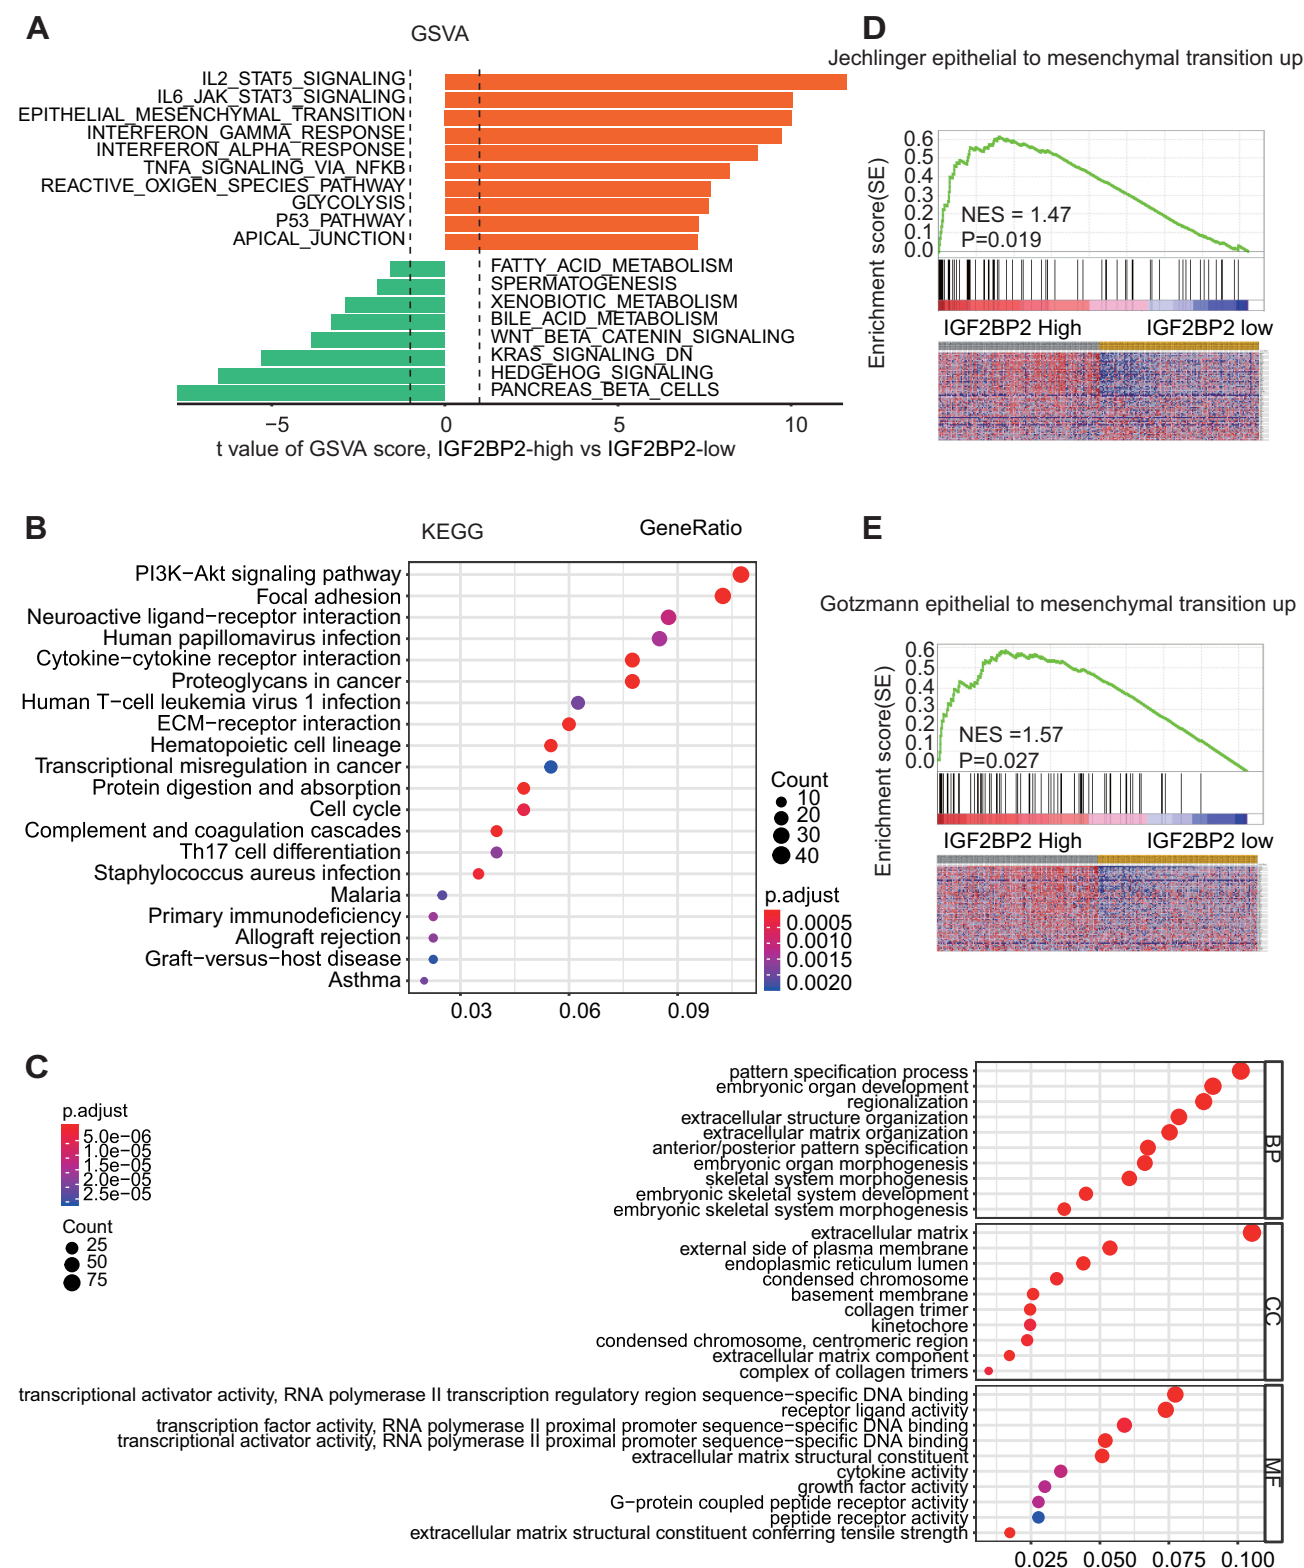 A
GSVA
IL2_STAT5_SIGNALING
IL6_JAK_STAT3_SIGNALING
EPITHELIAL_MESENCHYMAL_TRANSITION
INTERFERON_GAMMA_RESPONSE
INTERFERON_ALPHA_RESPONSE
TNFA_SIGNALING_VIA_NFKB
REACTIVE_OXIGEN_SPECIES_PATHWAY
GLYCOLYSIS
P53_PATHWAY
APICAL_JUNCTION
FATTY_ACID_METABOLISM
SPERMATOGENESIS
XENOBIOTIC_METABOLISM
BILE_ACID_METABOLISM
WNT_BETA_CATENIN_SIGNALING
KRAS_SIGNALING_DN
HEDGEHOG_SIGNALING
PANCREAS_BETA_CELLS
−5 0 5 10
t value of GSVA score, IGF2BP2-high vs IGF2BP2-low
D
Jechlinger epithelial to mesenchymal transition up
Enrichment score(SE)
0.6
0.5
0.4
0.3
0.2
0.1
0.0
NES = 1.47
P=0.019
IGF2BP2 High IGF2BP2 low
B
KEGG
GeneRatio
PI3K−Akt signaling pathway
Focal adhesion
Neuroactive ligand−receptor interaction
Human papillomavirus infection
Cytokine−cytokine receptor interaction
Proteoglycans in cancer
Human T−cell leukemia virus 1 infection
ECM−receptor interaction
Hematopoietic cell lineage
Transcriptional misregulation in cancer
Protein digestion and absorption
Cell cycle
Complement and coagulation cascades
Th17 cell differentiation
Staphylococcus aureus infection
Malaria
Primary immunodeficiency
Allograft rejection
Graft−versus−host disease
Asthma
0.03 0.06 0.09
Count
10
20
30
40
p.adjust
0.0005
0.0010
0.0015
0.0020
E
Gotzmann epithelial to mesenchymal transition up
Enrichment score(SE)
0.6
0.5
0.4
0.3
0.2
0.1
0.0
NES =1.57
P=0.027
IGF2BP2 High IGF2BP2 low
C
p.adjust
5.0e−06
1.0e−05
1.5e−05
2.0e−05
2.5e−05
Count
25
50
75
pattern specification process
embryonic organ development
regionalization
extracellular structure organization
extracellular matrix organization
anterior/posterior pattern specification
embryonic organ morphogenesis
skeletal system morphogenesis
embryonic skeletal system development
embryonic skeletal system morphogenesis
BP
extracellular matrix
external side of plasma membrane
endoplasmic reticulum lumen
condensed chromosome
basement membrane
collagen trimer
kinetochore
condensed chromosome, centromeric region
extracellular matrix component
complex of collagen trimers
CC
transcriptional activator activity, RNA polymerase II transcription regulatory region sequence−specific DNA binding
receptor ligand activity
transcription factor activity, RNA polymerase II proximal promoter sequence−specific DNA binding
transcriptional activator activity, RNA polymerase II proximal promoter sequence−specific DNA binding
extracellular matrix structural constituent
cytokine activity
growth factor activity
G−protein coupled peptide receptor activity
peptide receptor activity
extracellular matrix structural constituent conferring tensile strength
MF
0.025 0.050 0.075 0.100